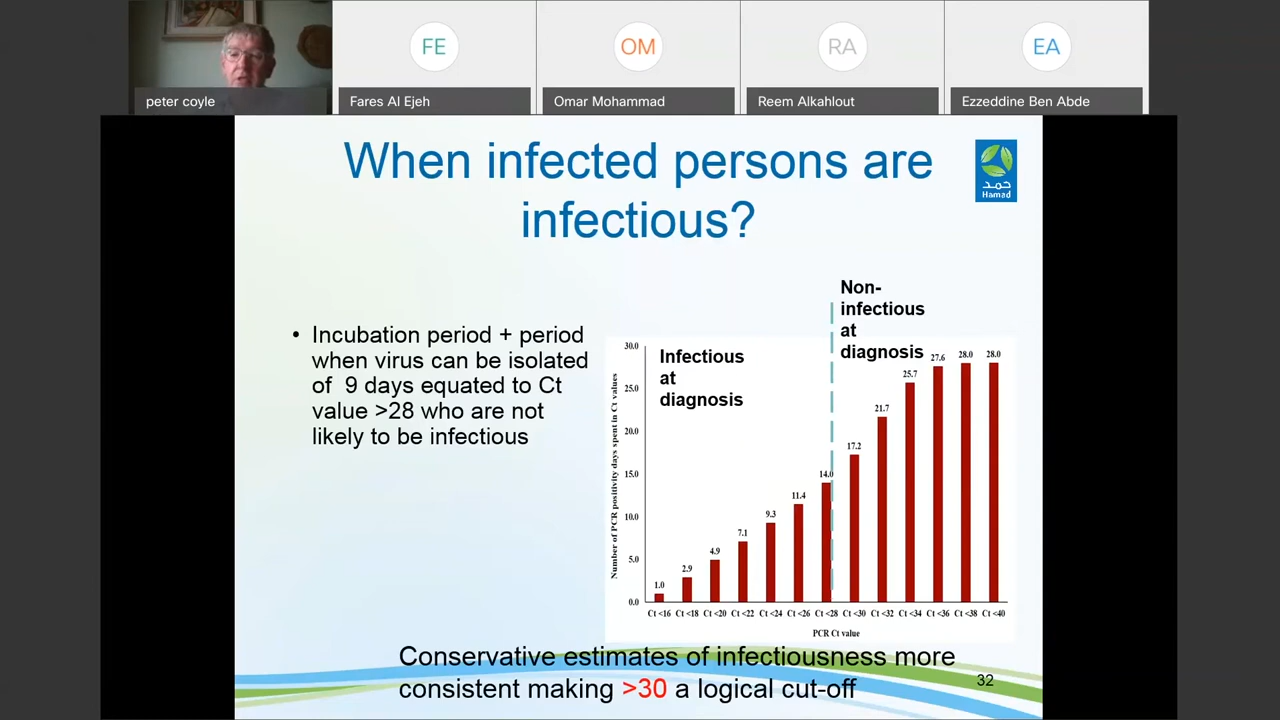 FE
OM
RA
EA
peter coyle
Fares Al Ejeh
Omar Mohammad
Reem Alkahlout
Ezzeddine Ben Abde
When infected persons are
infectious?
حمد
Hamad
• Incubation period + period
when virus can be isolated
of 9 days equated to Ct
value >28 who are not
likely to be infectious
Infectious
at
diagnosis
Non-
infectious
at
diagnosis
Number of PCR positivity days spent in Ct values
30.0
25.0
20.0
15.0
10.0
5.0
0.0
1.0
2.9
4.9
7.1
9.3
11.4
14.0
17.2
21.7
25.7
27.6
28.0
28.0
Ct <16 Ct <18 Ct <20 Ct <22 Ct <24 Ct <26 Ct <28 Ct <30 Ct <32 Ct <34 Ct <36 Ct <38 Ct <40
PCR Ct value
Conservative estimates of infectiousness more
consistent making >30 a logical cut-off
32